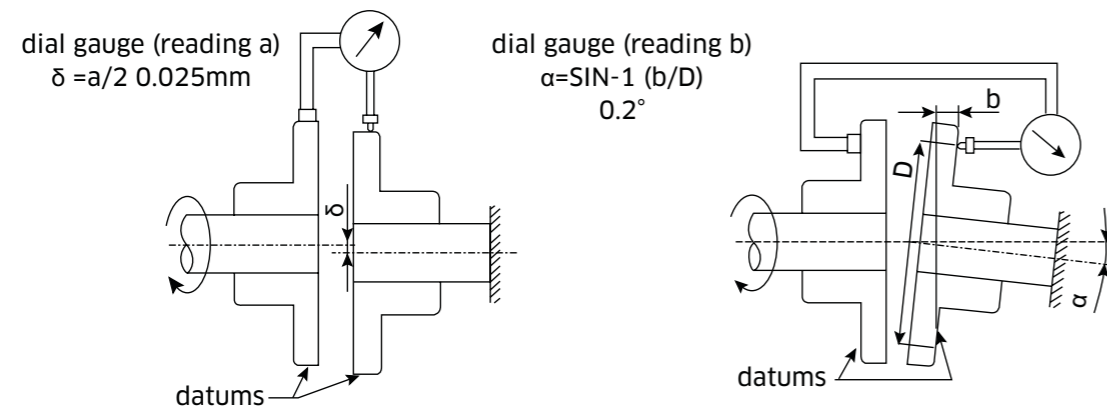 dial gauge (reading a)
δ =a/2 0.025mm
δ
datums
dial gauge (reading b)
α=SIN-1 (b/D)
0.2°
b
D
α
datums